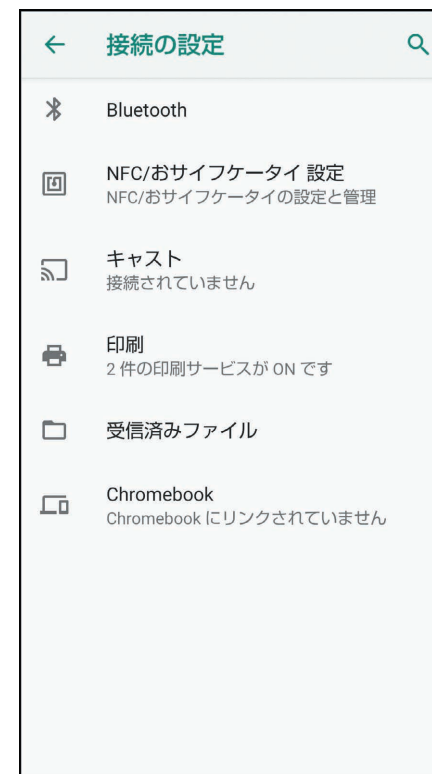 接続の設定
Bluetooth
NFC/おサイフケータイ 設定
NFC/おサイフケータイの設定と管理
キャスト
接続されていません
印刷
2 件の印刷サービスが ON です
受信済みファイル
Chromebook
Chromebook にリンクされていません